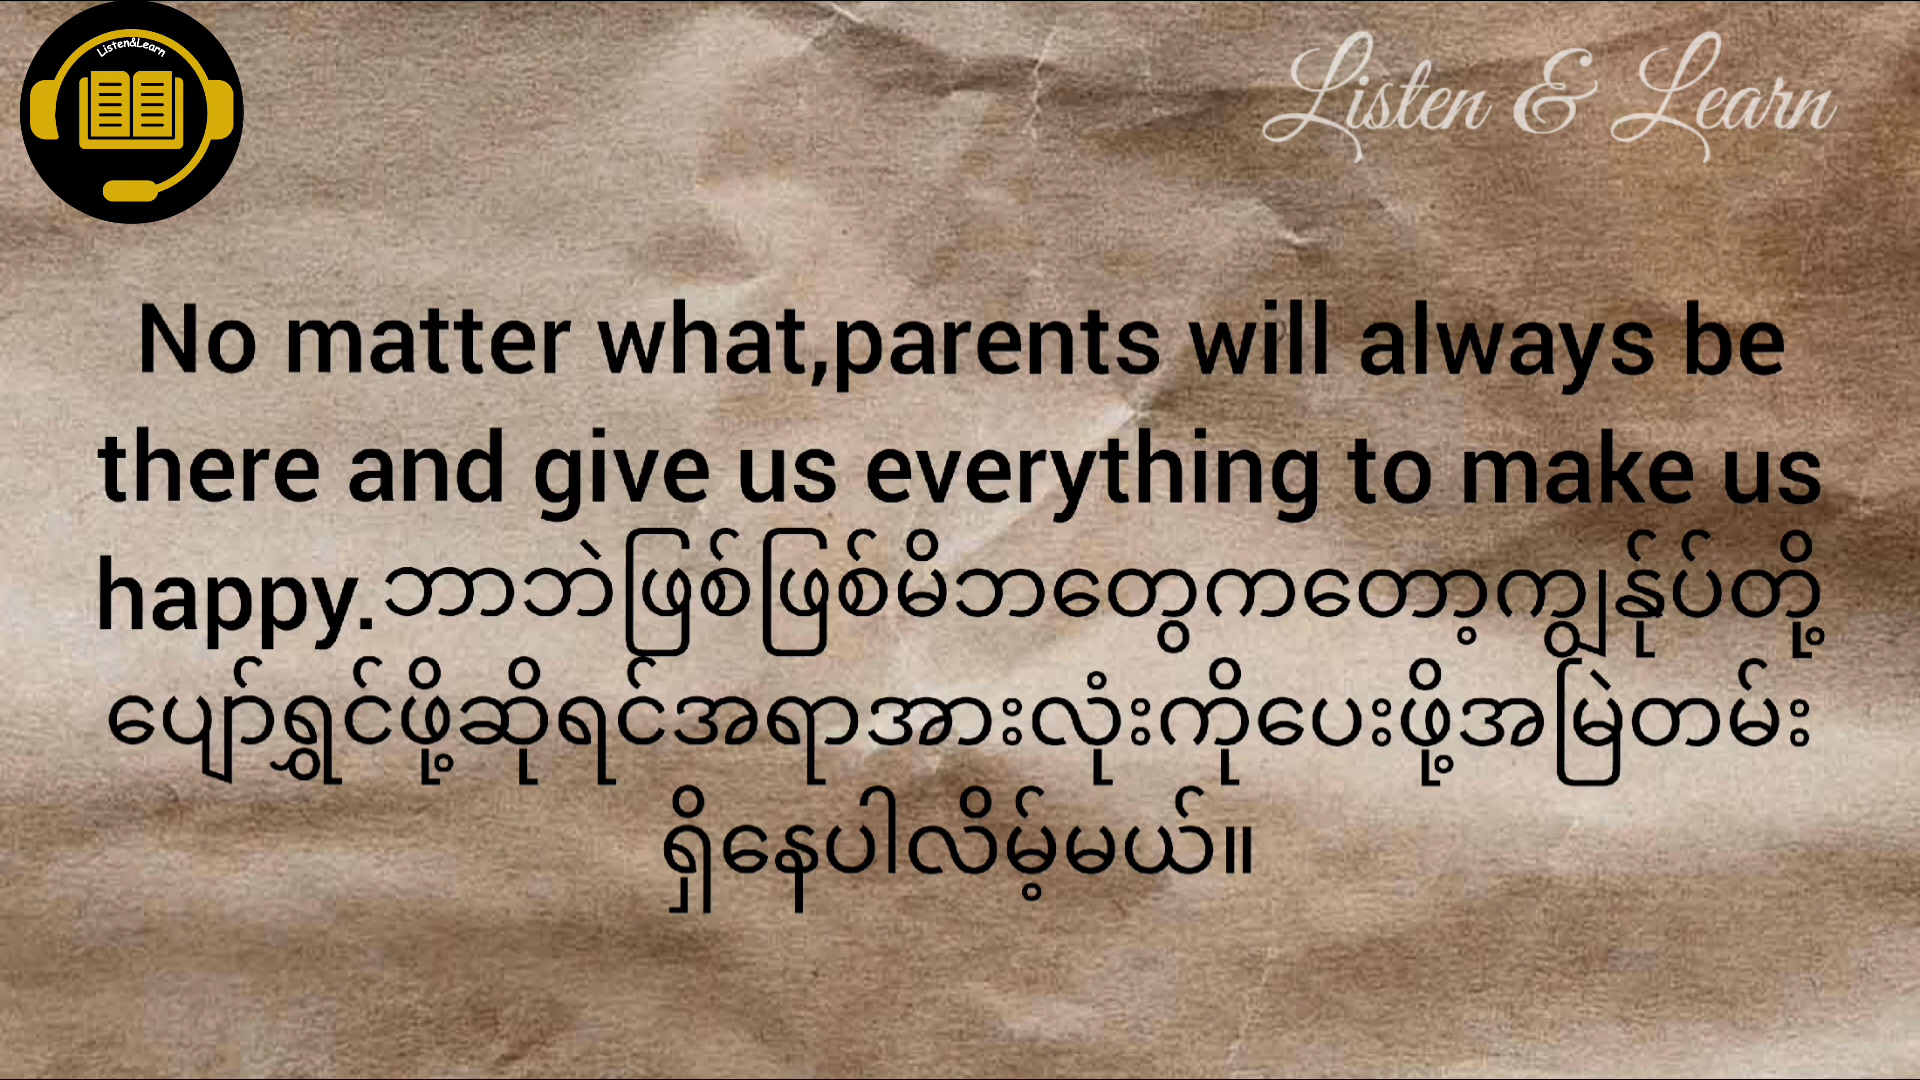 Listen&Learn
Listen & Learn
No matter what,parents will always be
there and give us everything to make us
happy.ဘာဘဲဖြစ်ဖြစ်မိဘတွေကတော့ကျွန်ုပ်တို့
ပျော်ရွှင်ဖို့ဆိုရင်အရာအားလုံးကိုပေးဖို့အမြဲတမ်း
ရှိနေပါလိမ့်မယ်။